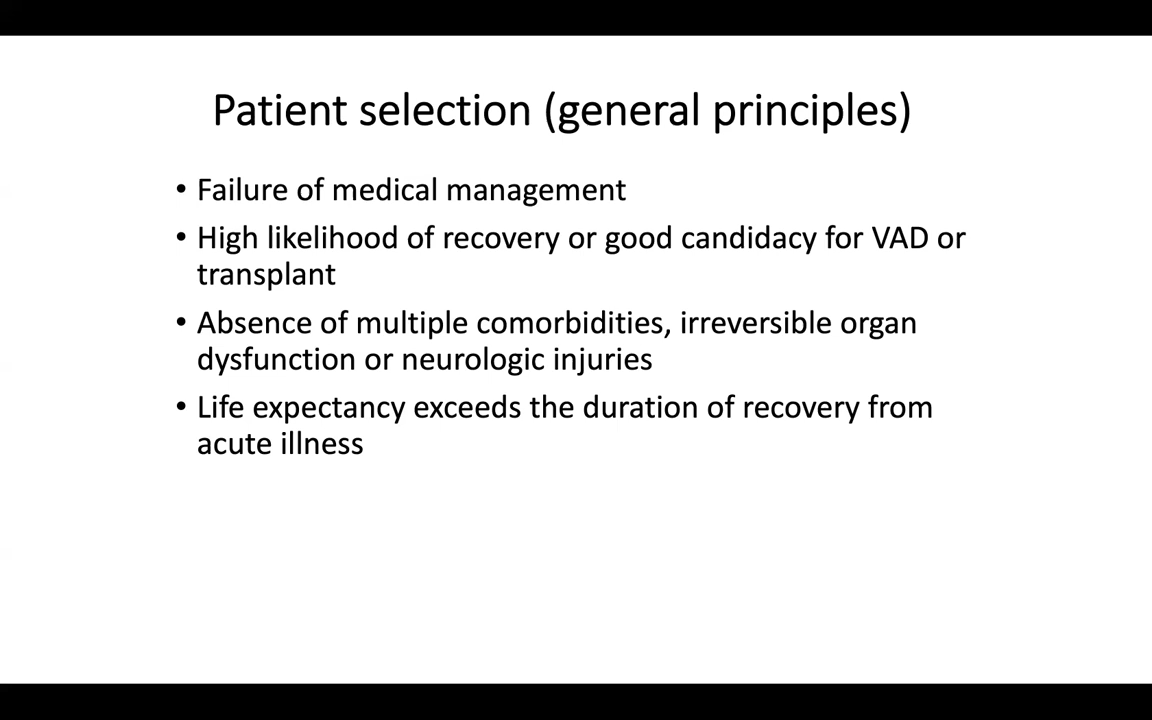 Patient selection (general principles)
• Failure of medical management
• High likelihood of recovery or good candidacy for VAD or
transplant
• Absence of multiple comorbidities, irreversible organ
dysfunction or neurologic injuries
• Life expectancy exceeds the duration of recovery from
acute illness